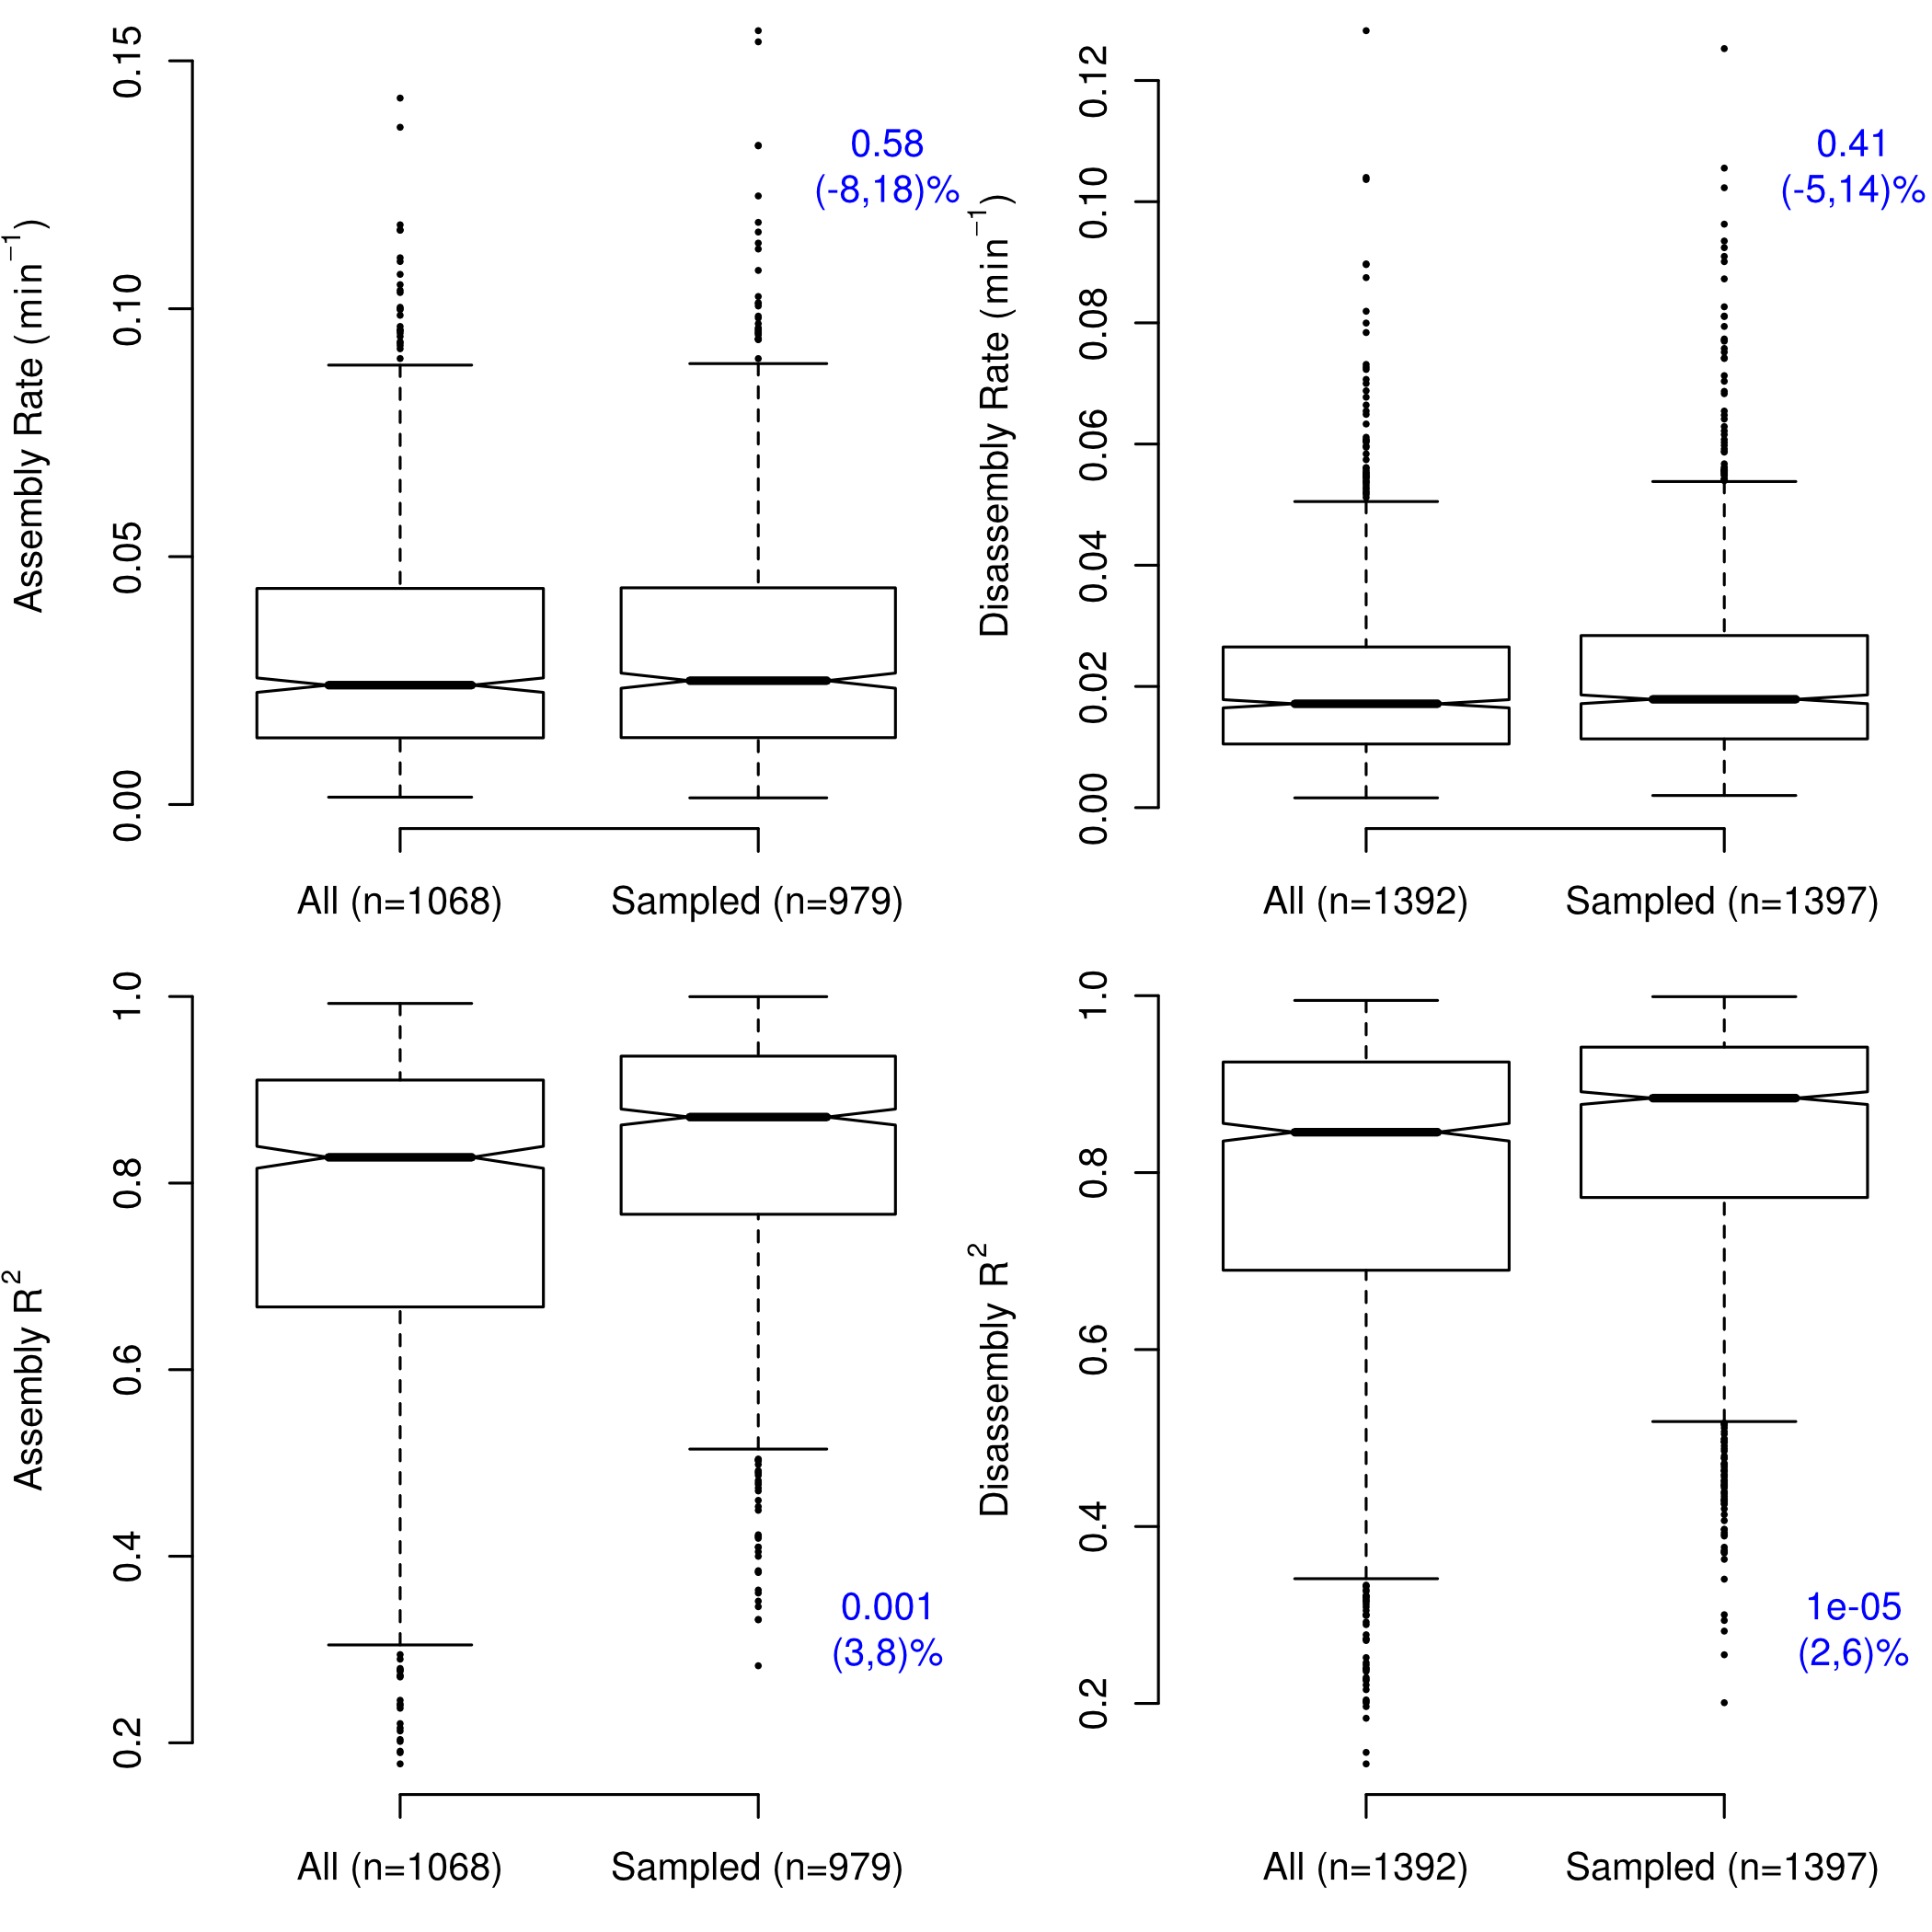 Assembly Rate (min⁻¹)
0.15
0.10
0.05
0.00
0.58
(-8,18)%
All (n=1068)
Sampled (n=979)
Disassembly Rate (min⁻¹)
0.12
0.10
0.08
0.06
0.04
0.02
0.00
0.41
(-5,14)%
All (n=1392)
Sampled (n=1397)
Assembly R²
1.0
0.8
0.6
0.4
0.2
0.001
(3,8)%
All (n=1068)
Sampled (n=979)
Disassembly R²
1.0
0.8
0.6
0.4
0.2
1e-05
(2,6)%
All (n=1392)
Sampled (n=1397)